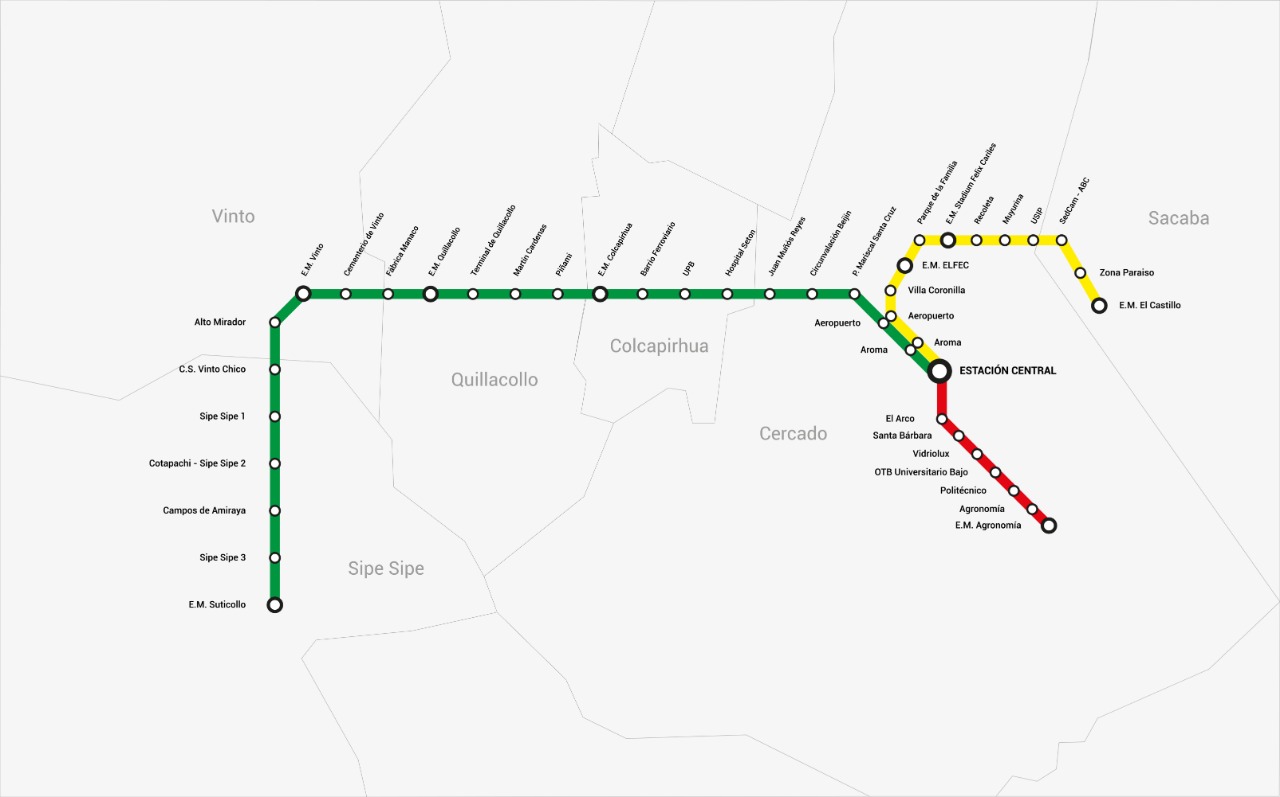 Vinto
Sacaba
Quillacollo
Colcapirhua
Cercado
Sipe Sipe
E.M. Vinto
Cementerio de Vinto
Fábrica Manaco
E.M. Quillacollo
Terminal de Quillacollo
Martín Cardenas
Piñami
E.M. Colcapirhua
Barrio Ferroviario
UPB
Hospital Seton
Juan Muñós Reyes
Circunvalación Beijin
P. Mariscal Santa Cruz
Parque de la Familia
E.M. Stadium Felix Cariles
Recoleta
Muyurina
USIP
SedCam - ABC
Zona Paraiso
E.M. El Castillo
E.M. ELFEC
Villa Coronilla
Aeropuerto
Aroma
Aeropuerto
Aroma
ESTACIÓN CENTRAL
El Arco
Santa Bárbara
Vidriolux
OTB Universitario Bajo
Politécnico
Agronomía
E.M. Agronomía
Alto Mirador
C.S. Vinto Chico
Sipe Sipe 1
Cotapachi - Sipe Sipe 2
Campos de Amiraya
Sipe Sipe 3
E.M. Suticollo